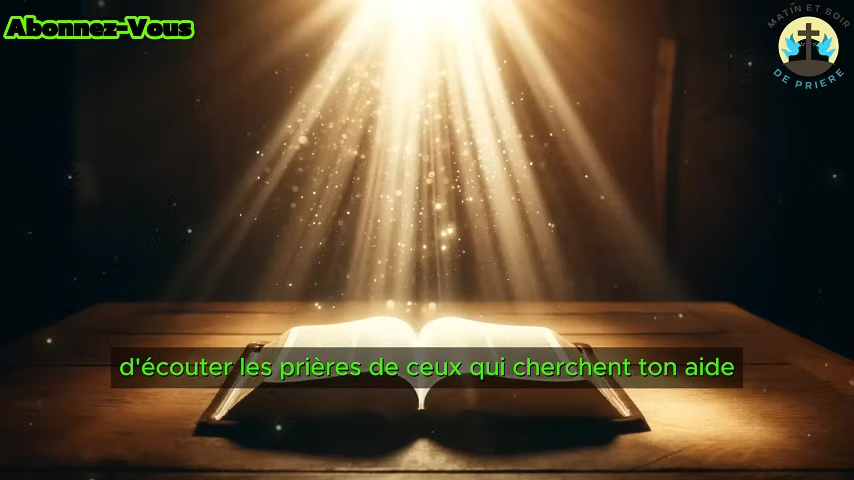 Abonnez-Vous
MATIN ET SOIR
DE PRIERE
d'écouter les prières de ceux qui cherchent ton aide